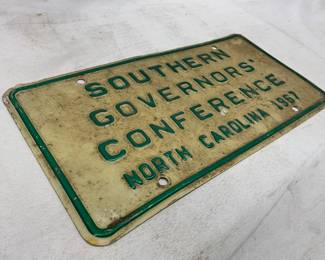 SOUTHERN
GOVERNORS'
CONFERENCE
NORTH CAROLINA 1967